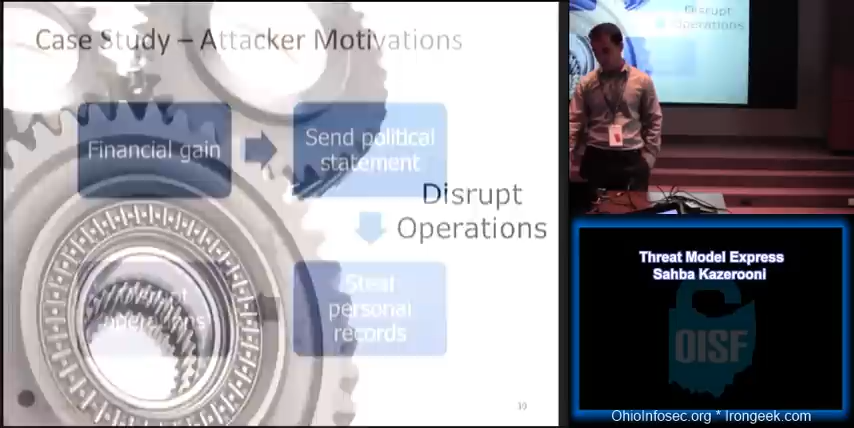 Case Study – Attacker Motivations
Financial gain
Send political
statement
Disrupt
Operations
Steal
personal
records
operations
10
Disrupt
Operations
Threat Model Express
Sahba Kazerooni
OISF
OhioInfosec.org * Irongeek.com